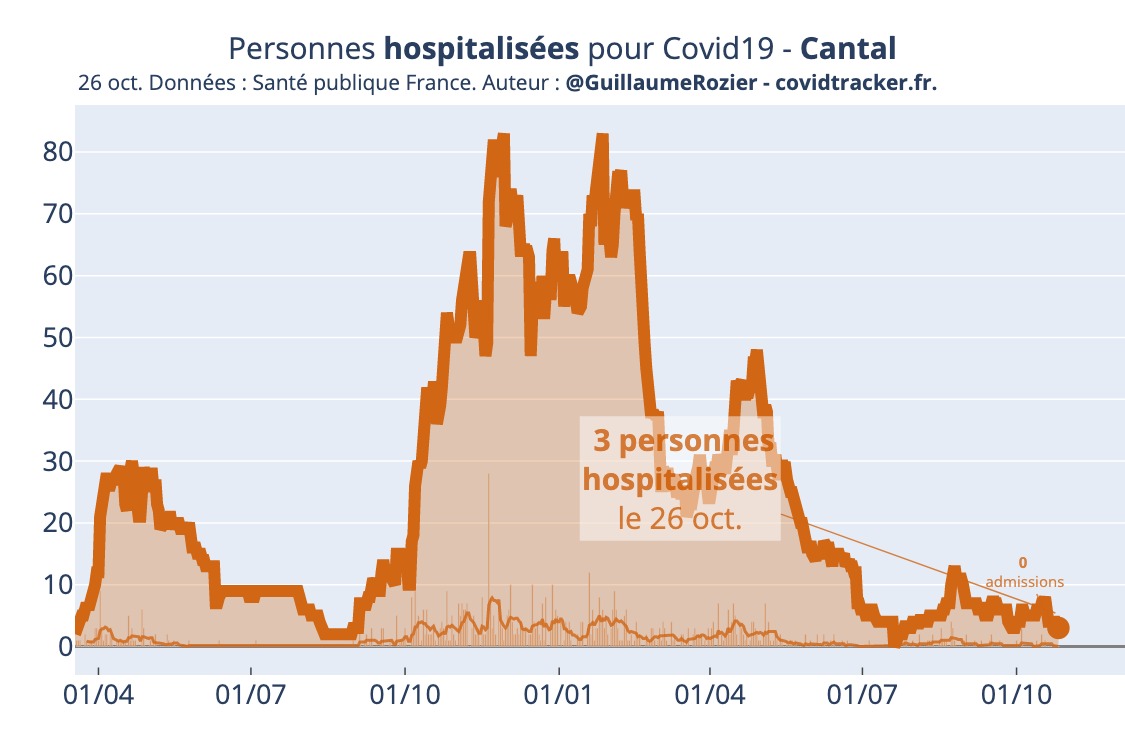 Personnes hospitalisées pour Covid19 - Cantal
26 oct. Données : Santé publique France. Auteur : @GuillaumeRozier - covidtracker.fr.
80
70
60
50
40
30
20
10
0
3 personnes
hospitalisées
le 26 oct.
0
admissions
01/04
01/07
01/10
01/01
01/04
01/07
01/10